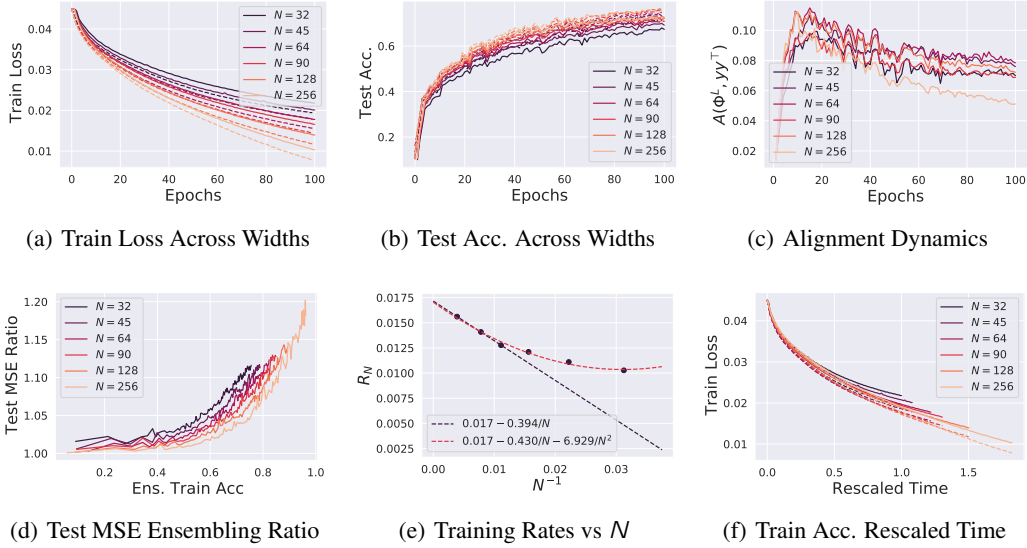 Train Loss
0.04
0.03
0.02
0.01
N = 32
N = 45
N = 64
N = 90
N = 128
N = 256
0 20 40 60 80 100
Epochs
(a) Train Loss Across Widths
Test Acc.
0.6
0.4
0.2
N = 32
N = 45
N = 64
N = 90
N = 128
N = 256
0 20 40 60 80 100
Epochs
(b) Test Acc. Across Widths
A(Φ^L, yy^⊤)
0.10
0.08
0.06
0.04
0.02
N = 32
N = 45
N = 64
N = 90
N = 128
N = 256
0 20 40 60 80 100
Epochs
(c) Alignment Dynamics
Test MSE Ratio
1.20
1.15
1.10
1.05
1.00
N = 32
N = 45
N = 64
N = 90
N = 128
N = 256
0.2 0.4 0.6 0.8 1.0
Ens. Train Acc
(d) Test MSE Ensembling Ratio
R_N
0.0175
0.0150
0.0125
0.0100
0.0075
0.0050
0.0025
0.017 − 0.394/N
0.017 − 0.430/N − 6.929/N²
0.00 0.01 0.02 0.03
N⁻¹
(e) Training Rates vs N
Train Loss
0.04
0.03
0.02
0.01
N = 32
N = 45
N = 64
N = 90
N = 128
N = 256
0.0 0.5 1.0 1.5
Rescaled Time
(f) Train Acc. Rescaled Time